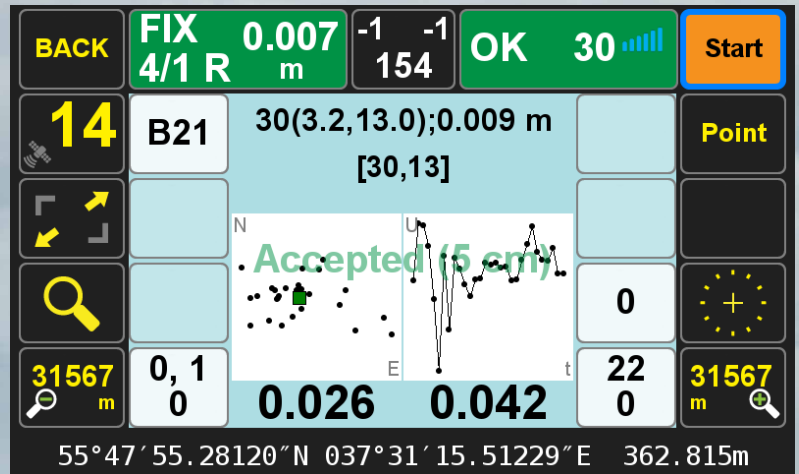 BACK
FIX 0.007
4/1 R m
-1 -1
154
OK 30
Start
14
B21
30(3.2,13.0);0.009 m
[30,13]
Point
N
U
Accepted (5 cm)
E
t
0
31567
m
0, 1
0
0.026
0.042
22
0
31567
m
55°47′55.28120″N 037°31′15.51229″E 362.815m